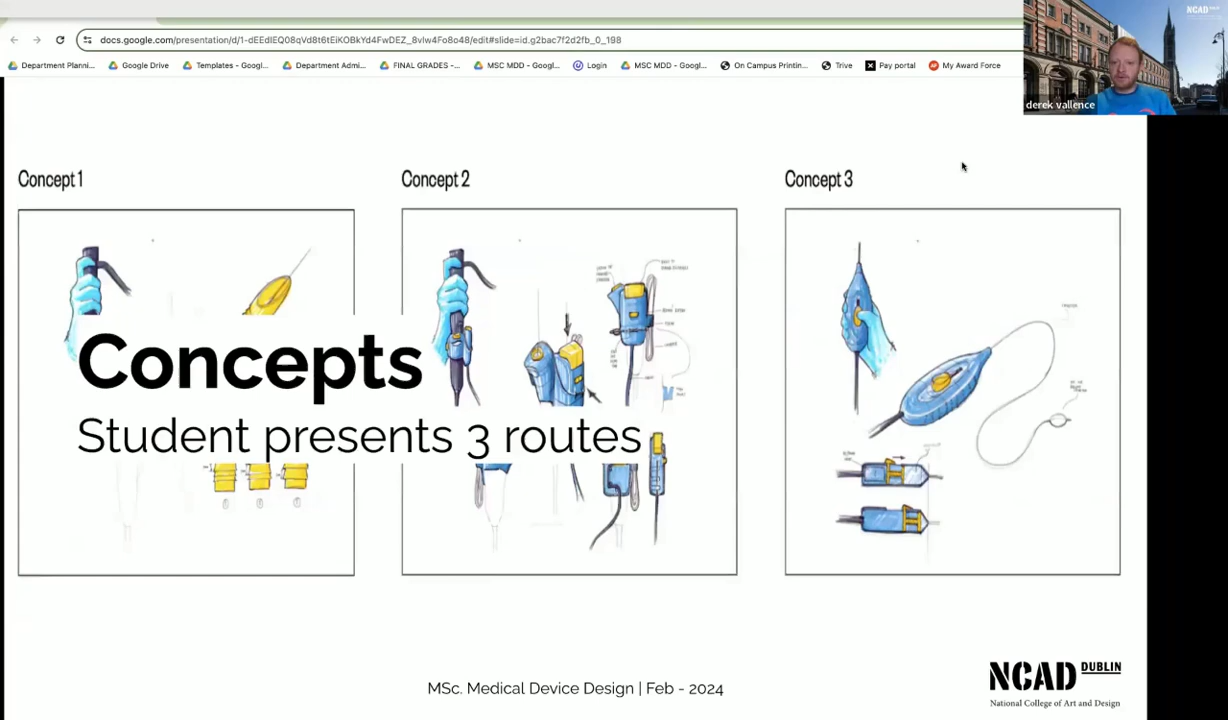 docs.google.com/presentation/d/1-dEEdIEQ08qVd8t6tEiKOBkYd4FwDEZ_8vIw4Fo8o48/edit#slide=id.g2bac7f2d2fb_0_198
Department Planni... Google Drive Templates - Googl... Department Admi... FINAL GRADES -... MSC MDD - Googl... Login MSC MDD - Googl... On Campus Printin... Trive Pay portal My Award Force
NCAD
derek vallence
Concept 1
Concept 2
Concept 3
Concepts
Student presents 3 routes
MSc. Medical Device Design | Feb - 2024
NCAD DUBLIN
National College of Art and Design